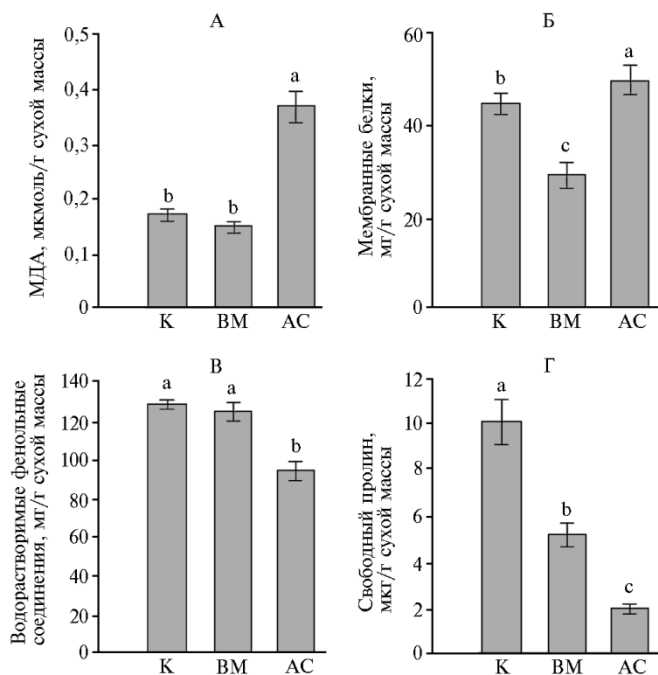 А
МДА, мкмоль/г сухой массы
0,5
0,4
0,3
0,2
0,1
0
b
b
a
К
ВМ
АС
Б
Мембранные белки,
мг/г сухой массы
60
40
20
0
b
c
a
К
ВМ
АС
В
Водорастворимые фенольные
соединения, мг/г сухой массы
140
120
100
80
60
40
20
0
a
a
b
К
ВМ
АС
Г
Свободный пролин,
мкг/г сухой массы
12
10
8
6
4
2
0
a
b
c
К
ВМ
АС